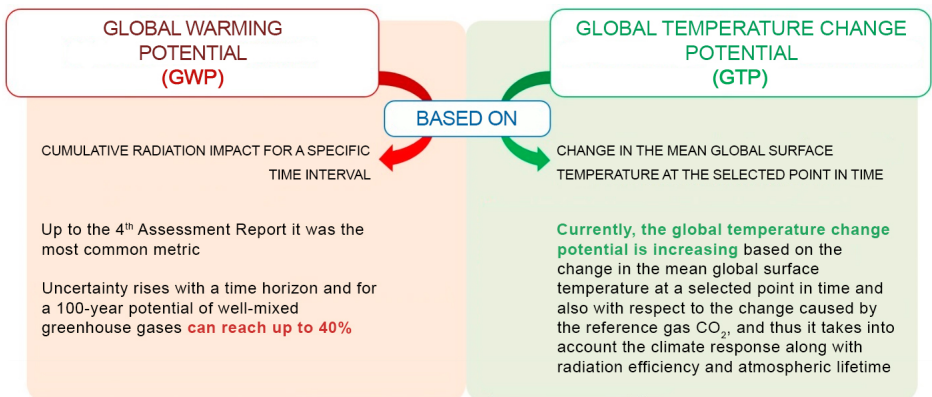 GLOBAL WARMING
POTENTIAL
(GWP)
GLOBAL TEMPERATURE CHANGE
POTENTIAL
(GTP)
BASED ON
CUMULATIVE RADIATION IMPACT FOR A SPECIFIC
TIME INTERVAL
CHANGE IN THE MEAN GLOBAL SURFACE
TEMPERATURE AT THE SELECTED POINT IN TIME
Up to the 4th Assessment Report it was the
most common metric
Uncertainty rises with a time horizon and for
a 100-year potential of well-mixed
greenhouse gases can reach up to 40%
Currently, the global temperature change
potential is increasing based on the
change in the mean global surface
temperature at a selected point in time and
also with respect to the change caused by
the reference gas CO2, and thus it takes into
account the climate response along with
radiation efficiency and atmospheric lifetime